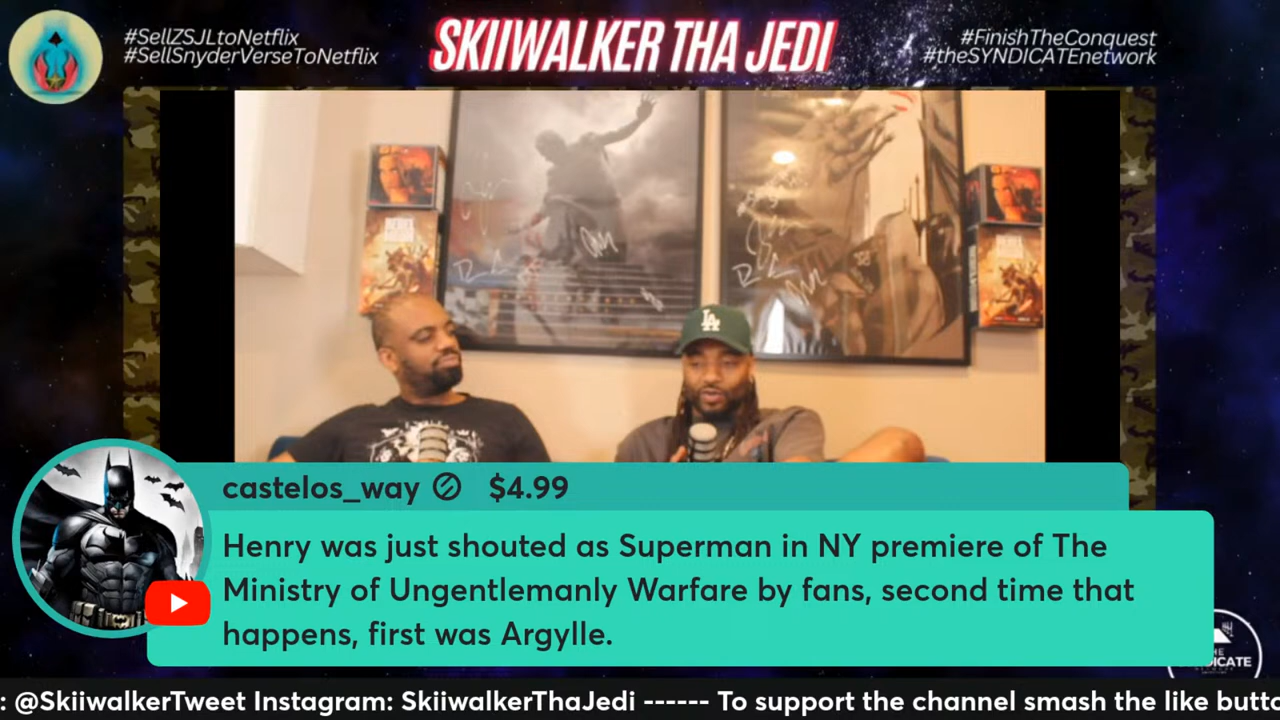 #SellZSJLtoNetflix
#SellSnyderVerseToNetflix
SKIIWALKER THA JEDI
#FinishTheConquest
#theSYNDICATEnetwork
LA
REBEL
castelos_way $4.99
Henry was just shouted as Superman in NY premiere of The
Ministry of Ungentlemanly Warfare by fans, second time that
happens, first was Argylle.
: @SkiiwalkerTweet Instagram: SkiiwalkerThaJedi ------ To support the channel smash the like butto